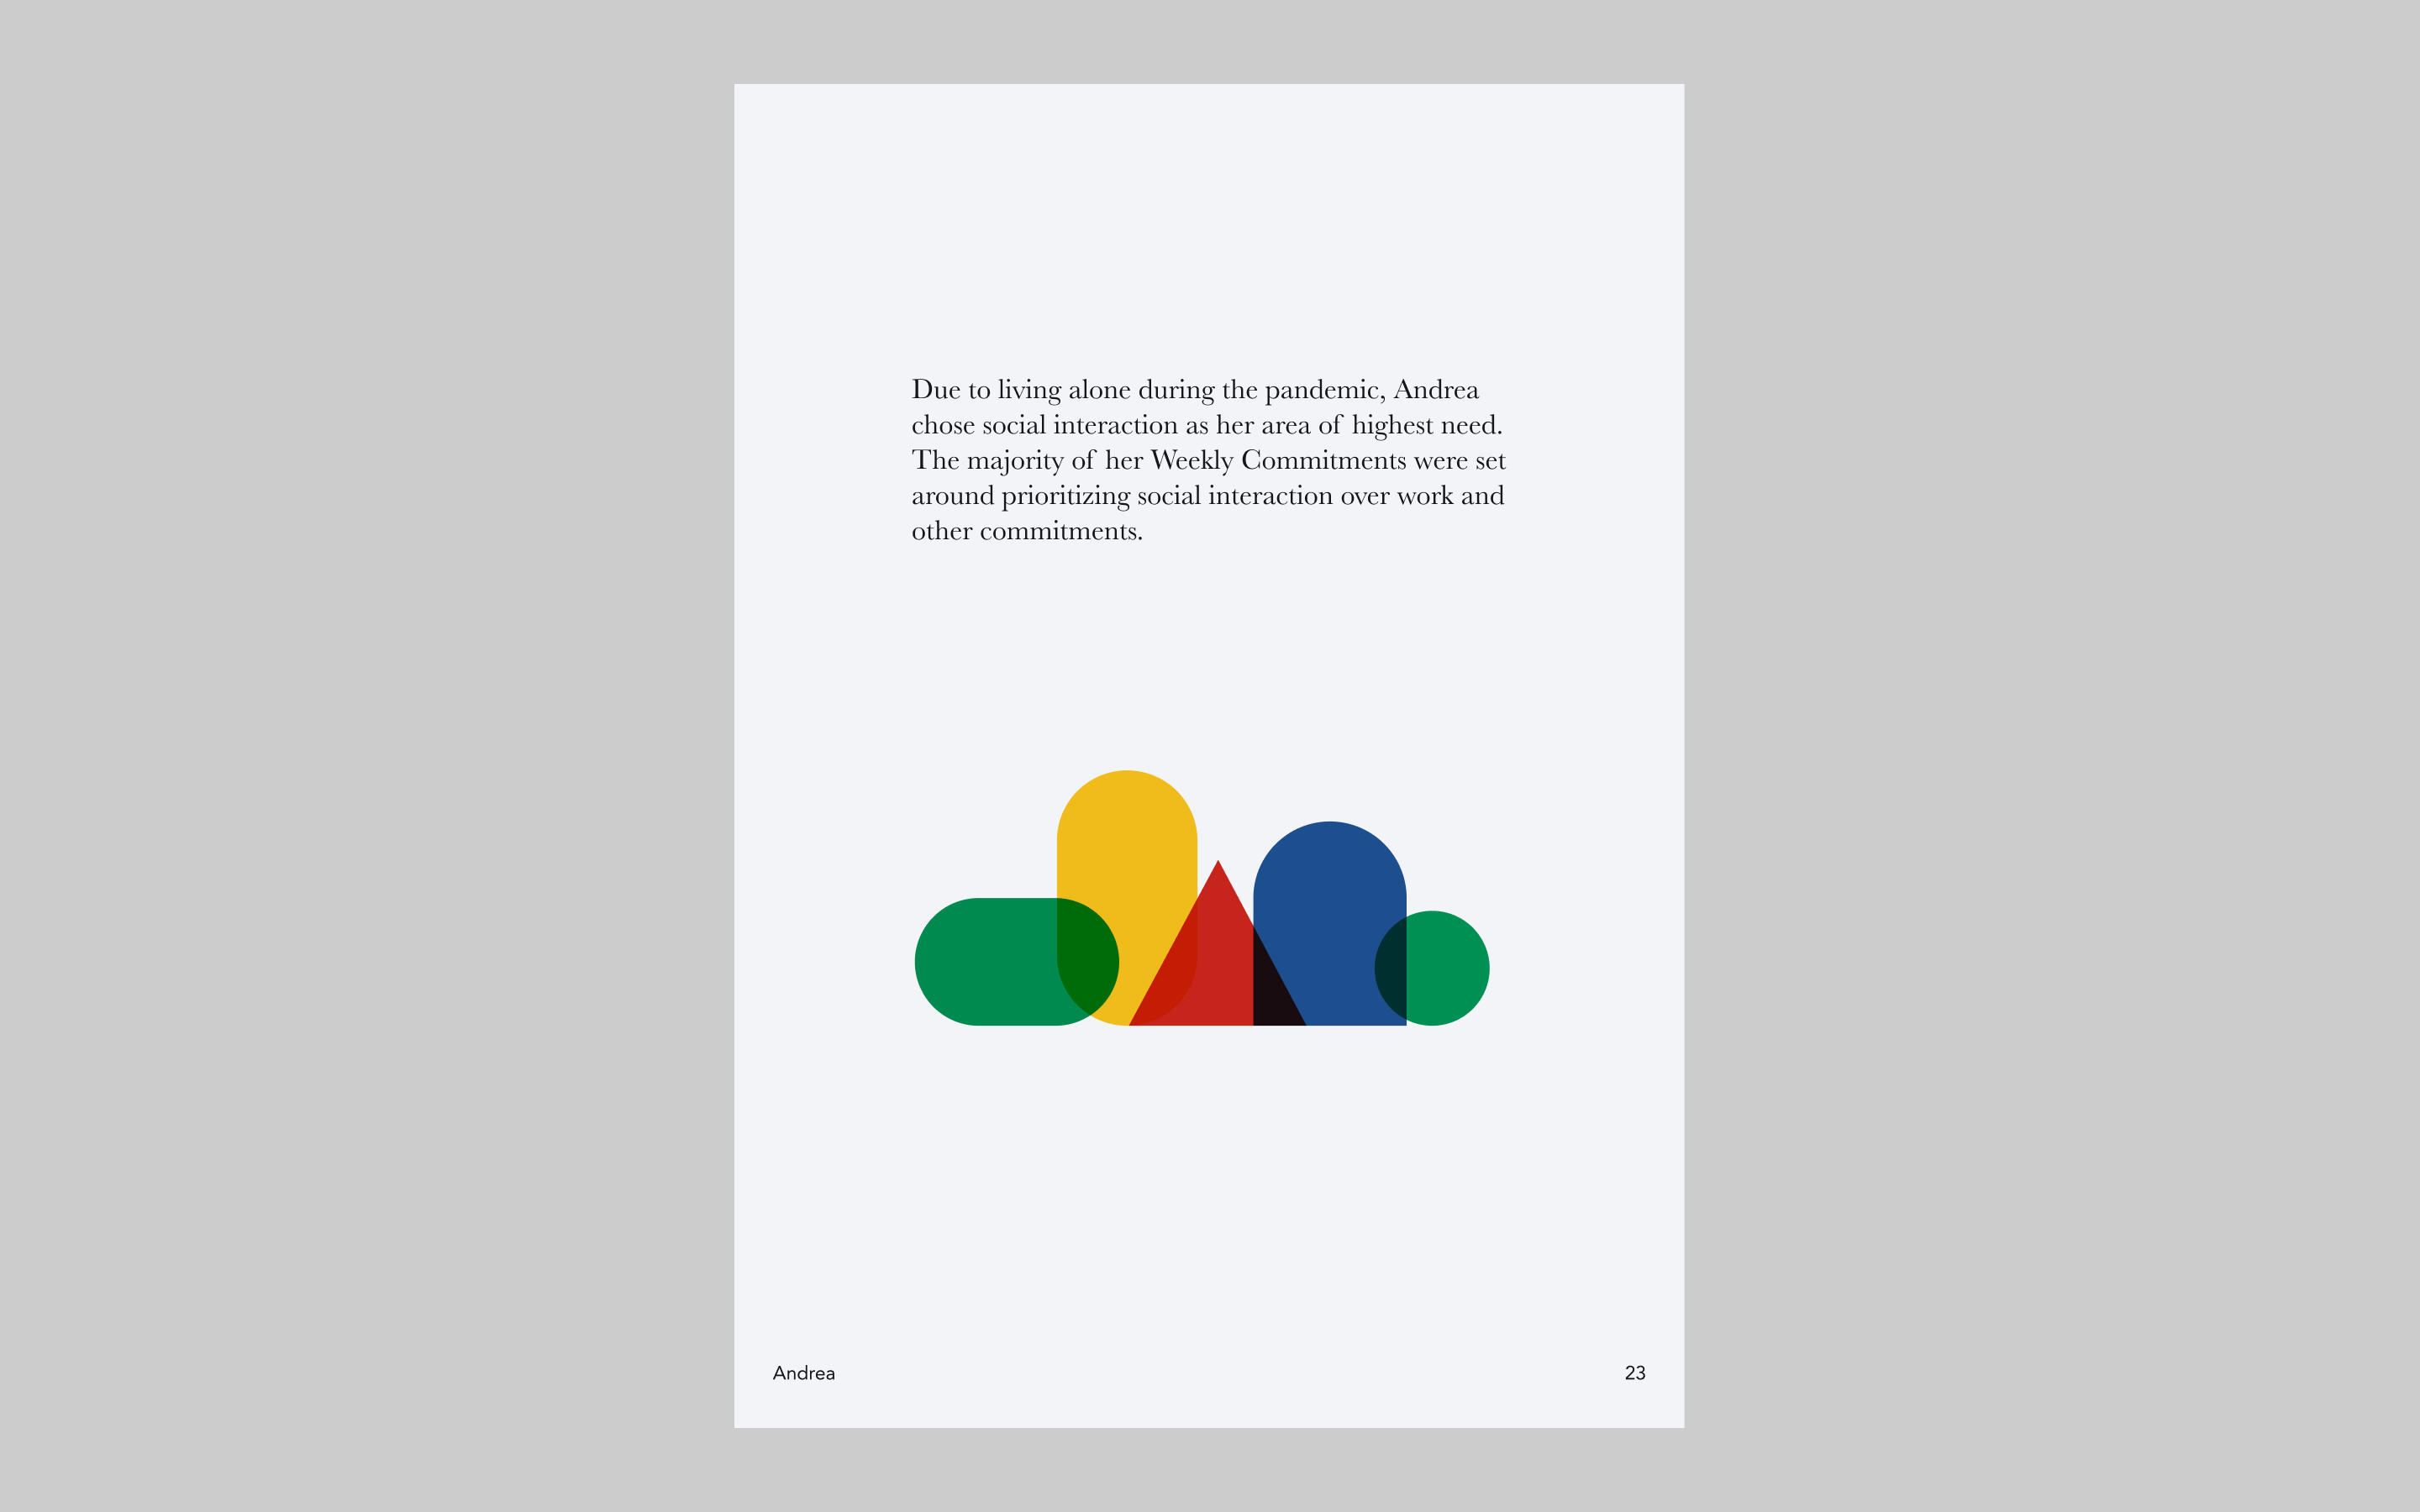 Due to living alone during the pandemic, Andrea
chose social interaction as her area of highest need.
The majority of her Weekly Commitments were set
around prioritizing social interaction over work and
other commitments.
Andrea
23